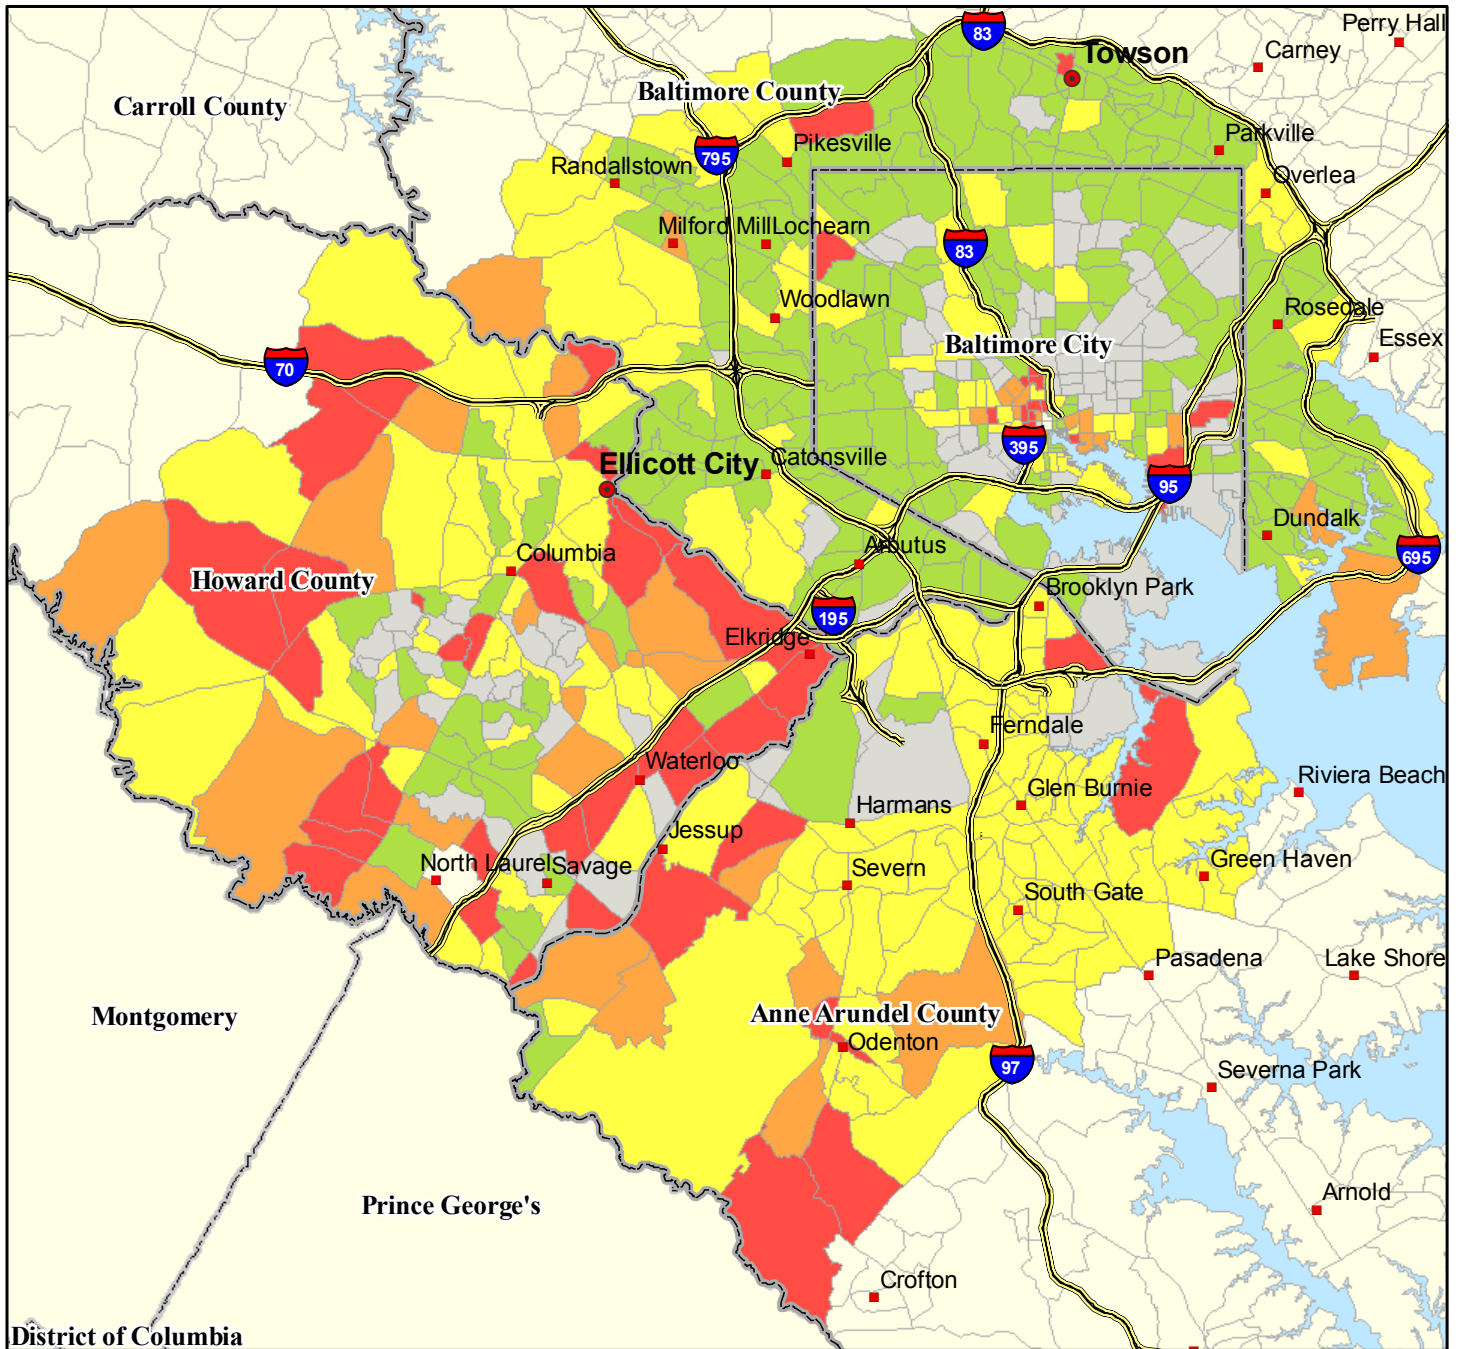 Perry Hall
83
Towson
Carney
Carroll County
Baltimore County
Parkville
Pikesville
795
Randallstown
Overlea
Milford Mill
Lochearn
83
Woodlawn
Rosedale
Essex
Baltimore City
70
395
Ellicott City
Catonsville
95
Dundalk
Arbutus
695
Columbia
Howard County
Brooklyn Park
195
Elkridge
Ferndale
Waterloo
Riviera Beach
Glen Burnie
Harmans
Jessup
Green Haven
North Laurel
Savage
Severn
South Gate
Pasadena
Lake Shore
Montgomery
Anne Arundel County
Odenton
97
Severna Park
Prince George's
Arnold
Crofton
District of Columbia